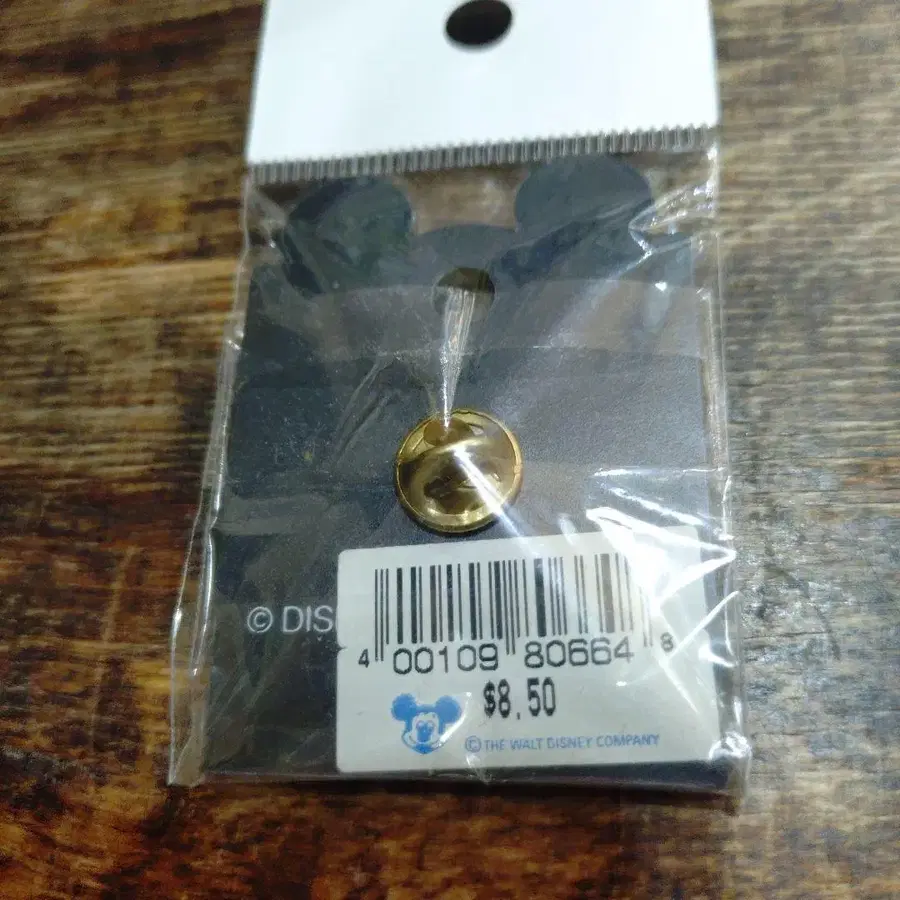 © DIS
4 00109 80664 8
$8.50
© THE WALT DISNEY COMPANY